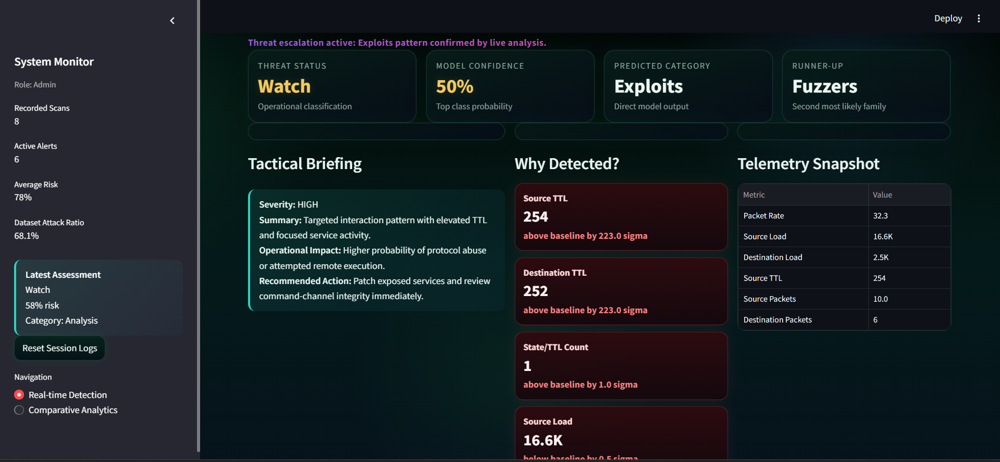 Deploy
System Monitor
Role: Admin
Recorded Scans
8
Active Alerts
6
Average Risk
78%
Dataset Attack Ratio
68.1%
Latest Assessment
Watch
58% risk
Category: Analysis
Reset Session Logs
Navigation
Real-time Detection
Comparative Analytics
Threat escalation active: Exploits pattern confirmed by live analysis.
THREAT STATUS
Watch
Operational classification
MODEL CONFIDENCE
50%
Top class probability
PREDICTED CATEGORY
Exploits
Direct model output
RUNNER-UP
Fuzzers
Second most likely family
Tactical Briefing
Severity: HIGH
Summary: Targeted interaction pattern with elevated TTL
and focused service activity.
Operational Impact: Higher probability of protocol abuse
or attempted remote execution.
Recommended Action: Patch exposed services and review
command-channel integrity immediately.
Why Detected?
Source TTL
254
above baseline by 223.0 sigma
Destination TTL
252
above baseline by 223.0 sigma
State/TTL Count
1
above baseline by 1.0 sigma
Source Load
16.6K
below baseline by 0.5 sigma
Telemetry Snapshot
Metric Value
Packet Rate 32.3
Source Load 16.6K
Destination Load 2.5K
Source TTL 254
Source Packets 10.0
Destination Packets 6